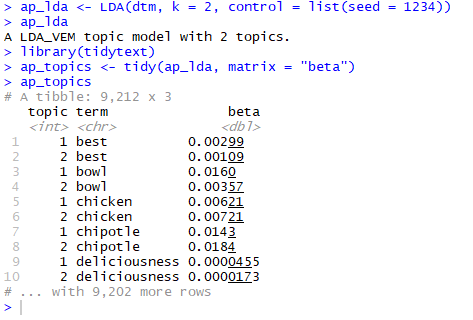 > ap_lda <- LDA(dtm, k = 2, control = list(seed = 1234))
> ap_lda
A LDA_VEM topic model with 2 topics.
> library(tidytext)
> ap_topics <- tidy(ap_lda, matrix = "beta")
> ap_topics
# A tibble: 9,212 x 3
topic term beta
<int> <chr> <dbl>
1 1 best 0.00299
2 2 best 0.00109
3 1 bowl 0.0160
4 2 bowl 0.00357
5 1 chicken 0.00621
6 2 chicken 0.00721
7 1 chipotle 0.0143
8 2 chipotle 0.0184
9 1 deliciousness 0.0000455
10 2 deliciousness 0.0000173
# ... with 9,202 more rows
>